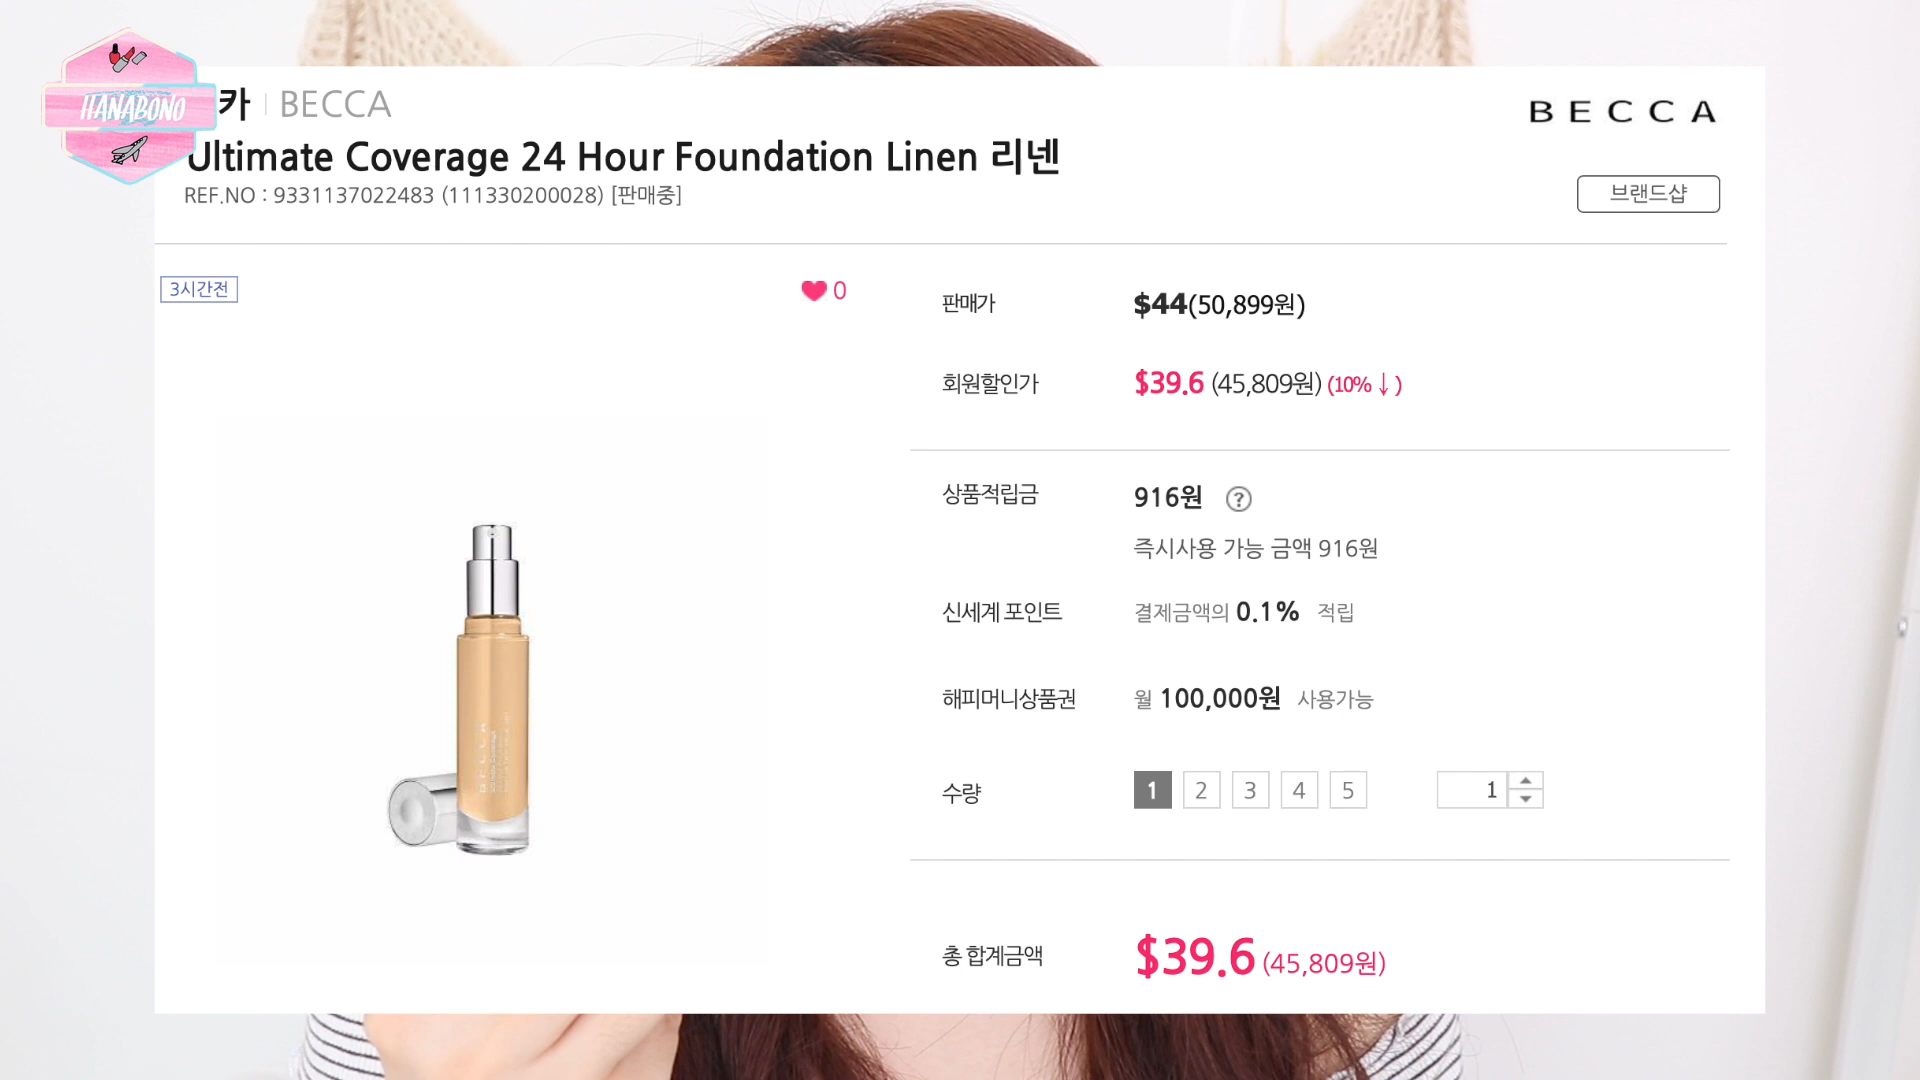 HANABONO
카 | BECCA
BECCA
Ultimate Coverage 24 Hour Foundation Linen 리넨
REF.NO : 9331137022483 (111330200028) [판매중]
브랜드샵
3시간전
0
판매가 $44(50,899원)
회원할인가 $39.6 (45,809원) (10%↓)
상품적립금 916원 ?
즉시사용 가능 금액 916원
신세계 포인트 결제금액의 0.1% 적립
해피머니상품권 월 100,000원 사용가능
수량 1 2 3 4 5 1
BECCA
총 합계금액 $39.6 (45,809원)